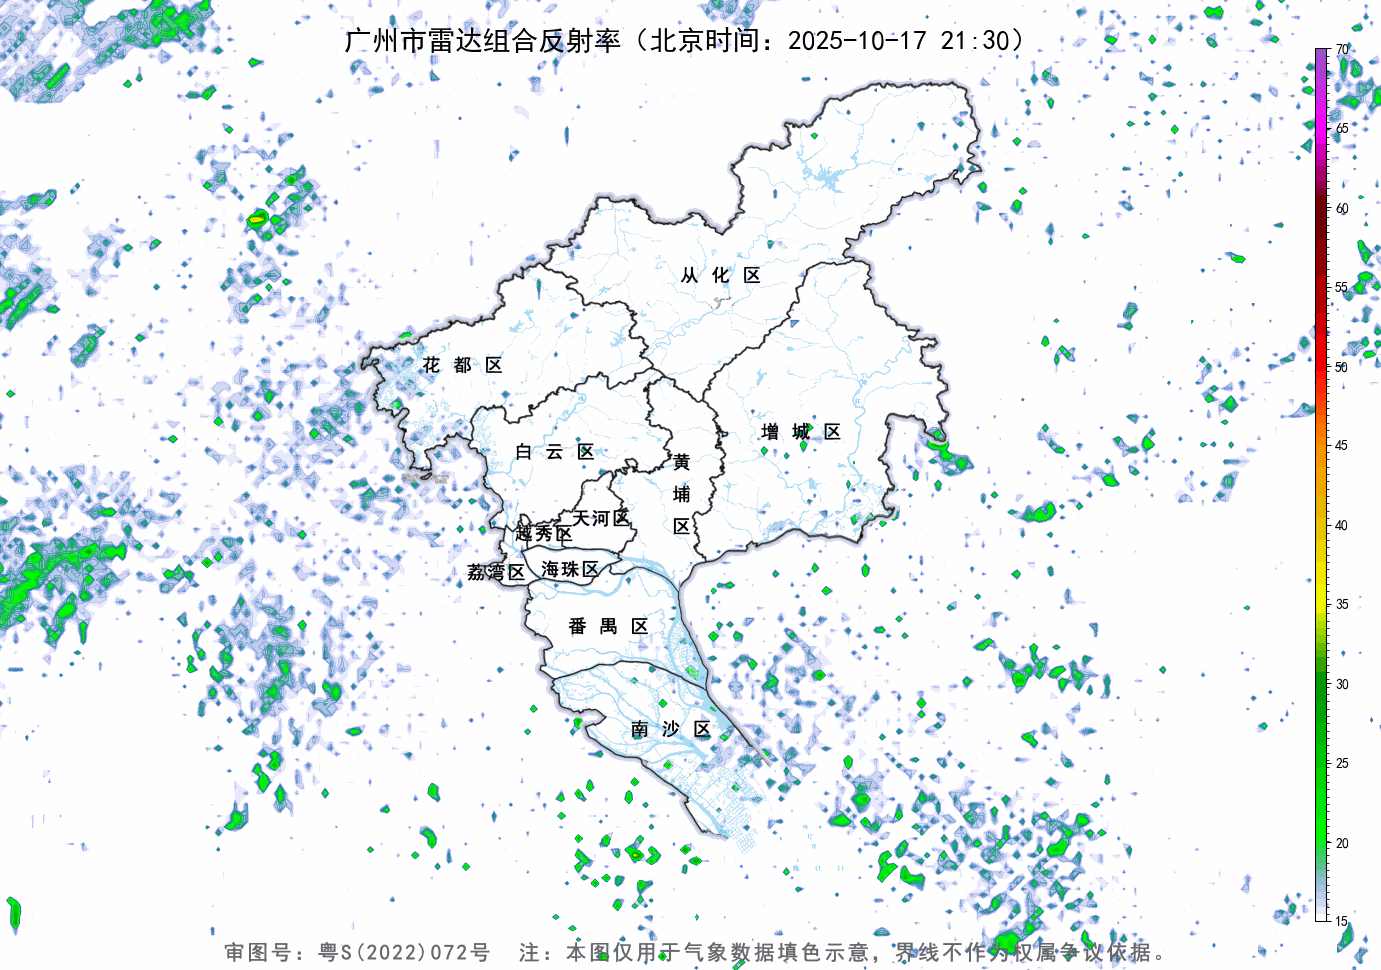 广州市雷达组合反射率（北京时间：2025-10-17 21:30）
70
65
60
55
50
45
40
35
30
25
20
15
从化区
花都区
增城区
白云区
黄埔区
天河区
越秀区
海珠区
荔湾区
番禺区
南沙区
审图号：粤S(2022)072号 注：本图仅用于气象数据填色示意，界线不作为权属争议依据。